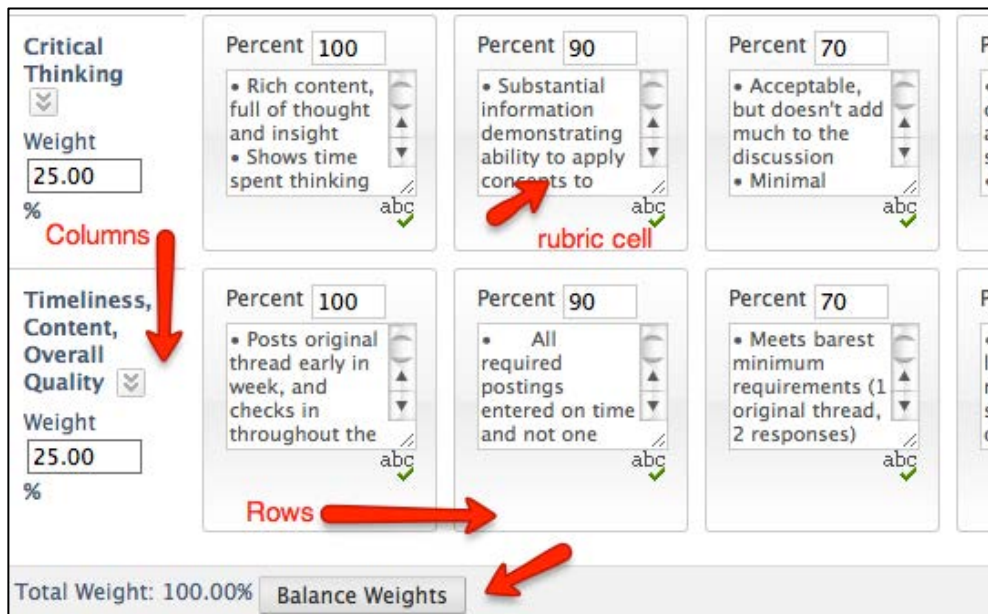 Critical
Thinking
Weight
25.00
%
Percent 100
• Rich content,
full of thought
and insight
• Shows time
spent thinking
abc
Percent 90
• Substantial
information
demonstrating
ability to apply
concepts to
abc
Percent 70
• Acceptable,
but doesn't add
much to the
discussion
• Minimal
abc
Columns
rubric cell
Timeliness,
Content,
Overall
Quality
Weight
25.00
%
Percent 100
• Posts original
thread early in
week, and
checks in
throughout the
abc
Percent 90
• All
required
postings
entered on time
and not one
abc
Percent 70
• Meets barest
minimum
requirements (1
original thread,
2 responses)
abc
Rows
Total Weight: 100.00% Balance Weights